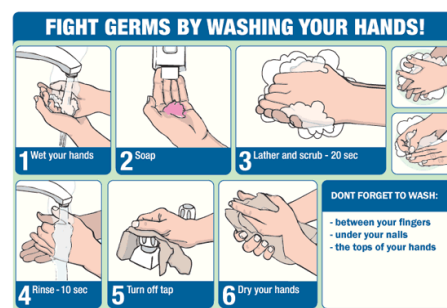 FIGHT GERMS BY WASHING YOUR HANDS!
1 Wet your hands
2 Soap
3 Lather and scrub - 20 sec
4 Rinse - 10 sec
5 Turn off tap
6 Dry your hands
DONT FORGET TO WASH:
- between your fingers
- under your nails
- the tops of your hands